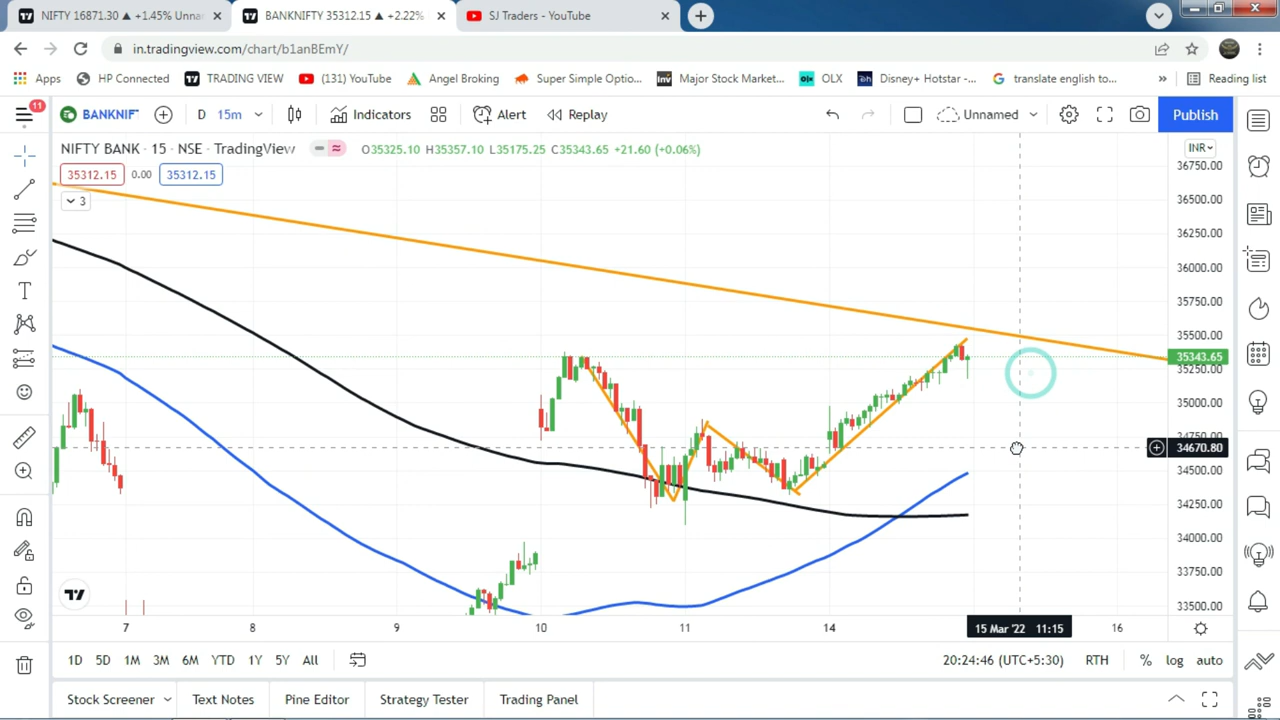 NIFTY 16871.30 ▲ +1.45% Unnar
BANKNIFTY 35312.15 ▲ +2.22%
SJ Traders - YouTube
in.tradingview.com/chart/b1anBEmY/
Apps
HP Connected
TRADING VIEW
(131) YouTube
Angel Broking
Super Simple Optio...
Major Stock Market...
OLX
Disney+ Hotstar -...
translate english to...
»
Reading list
11
BANKNIF
D
15m
Indicators
Alert
Replay
Unnamed
Publish
NIFTY BANK · 15 · NSE · TradingView
O35325.10 H35357.10 L35175.25 C35343.65 +21.60 (+0.06%)
INR
35312.15
0.00
35312.15
3
36750.00
36500.00
36250.00
36000.00
35750.00
35500.00
35343.65
35250.00
35000.00
34750.00
34670.80
34500.00
34250.00
34000.00
33750.00
33500.00
7
8
9
10
11
14
15 Mar '22 11:15
16
1D
5D
1M
3M
6M
YTD
1Y
5Y
All
20:24:46 (UTC+5:30)
RTH
%
log
auto
Stock Screener
Text Notes
Pine Editor
Strategy Tester
Trading Panel